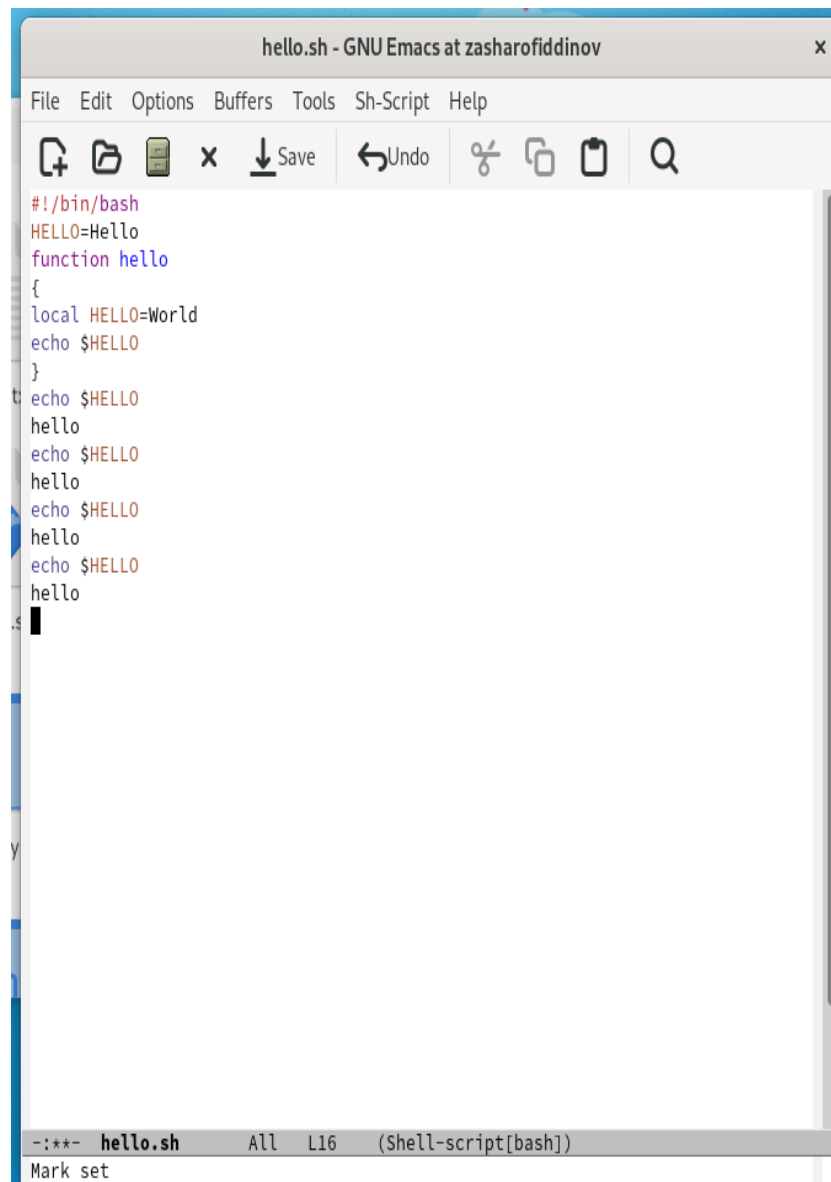 hello.sh - GNU Emacs at zasharofiddinov
File Edit Options Buffers Tools Sh-Script Help
Save Undo
#!/bin/bash
HELLO=Hello
function hello
{
local HELLO=World
echo $HELLO
}
echo $HELLO
hello
echo $HELLO
hello
echo $HELLO
hello
echo $HELLO
hello
-:**- hello.sh All L16 (Shell-script[bash])
Mark set